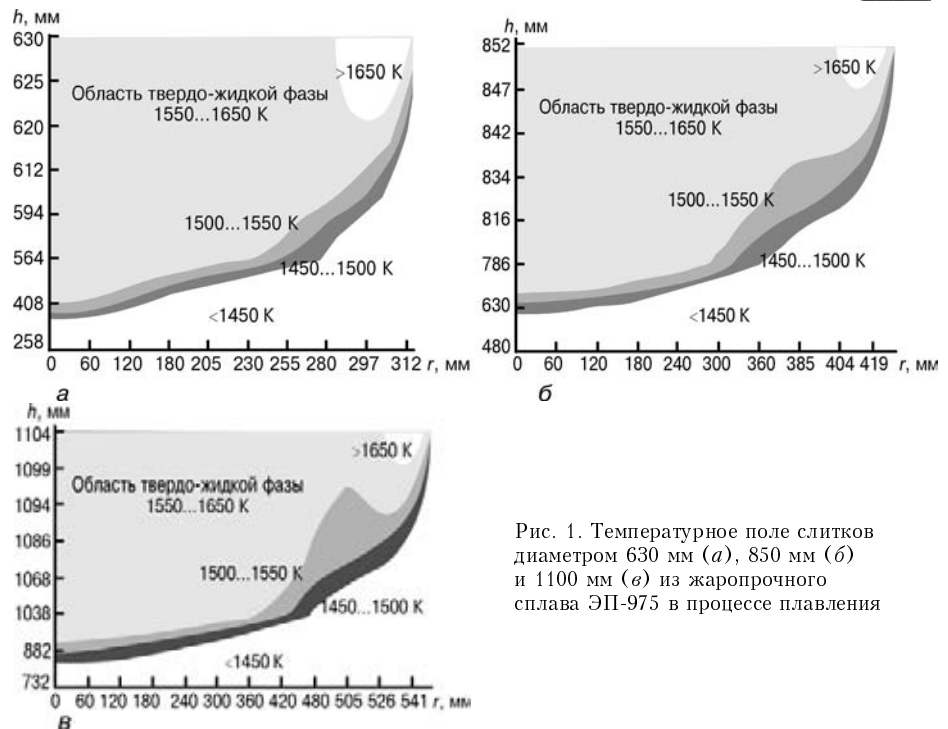 h, мм
630
625
620
612
594
564
408
258
>1650 К
Область твердо-жидкой фазы
1550...1650 К
1500...1550 К
1450...1500 К
<1450 К
0 60 120 180 205 230 255 280 297 312 r, мм
а
h, мм
852
847
842
834
816
786
630
480
>1650 К
Область твердо-жидкой фазы
1550...1650 К
1500...1550 К
1450...1500 К
<1450 К
0 60 120 180 240 300 360 385 404 419 r, мм
б
h, мм
1104
1099
1094
1086
1068
1038
882
732
>1650 К
Область твердо-жидкой фазы
1550...1650 К
1500...1550 К
1450...1500 К
<1450 К
0 60 120 180 240 300 360 420 480 505 526 541 r, мм
в
Рис. 1. Температурное поле слитков
диаметром 630 мм (а), 850 мм (б)
и 1100 мм (в) из жаропрочного
сплава ЭП-975 в процессе плавления